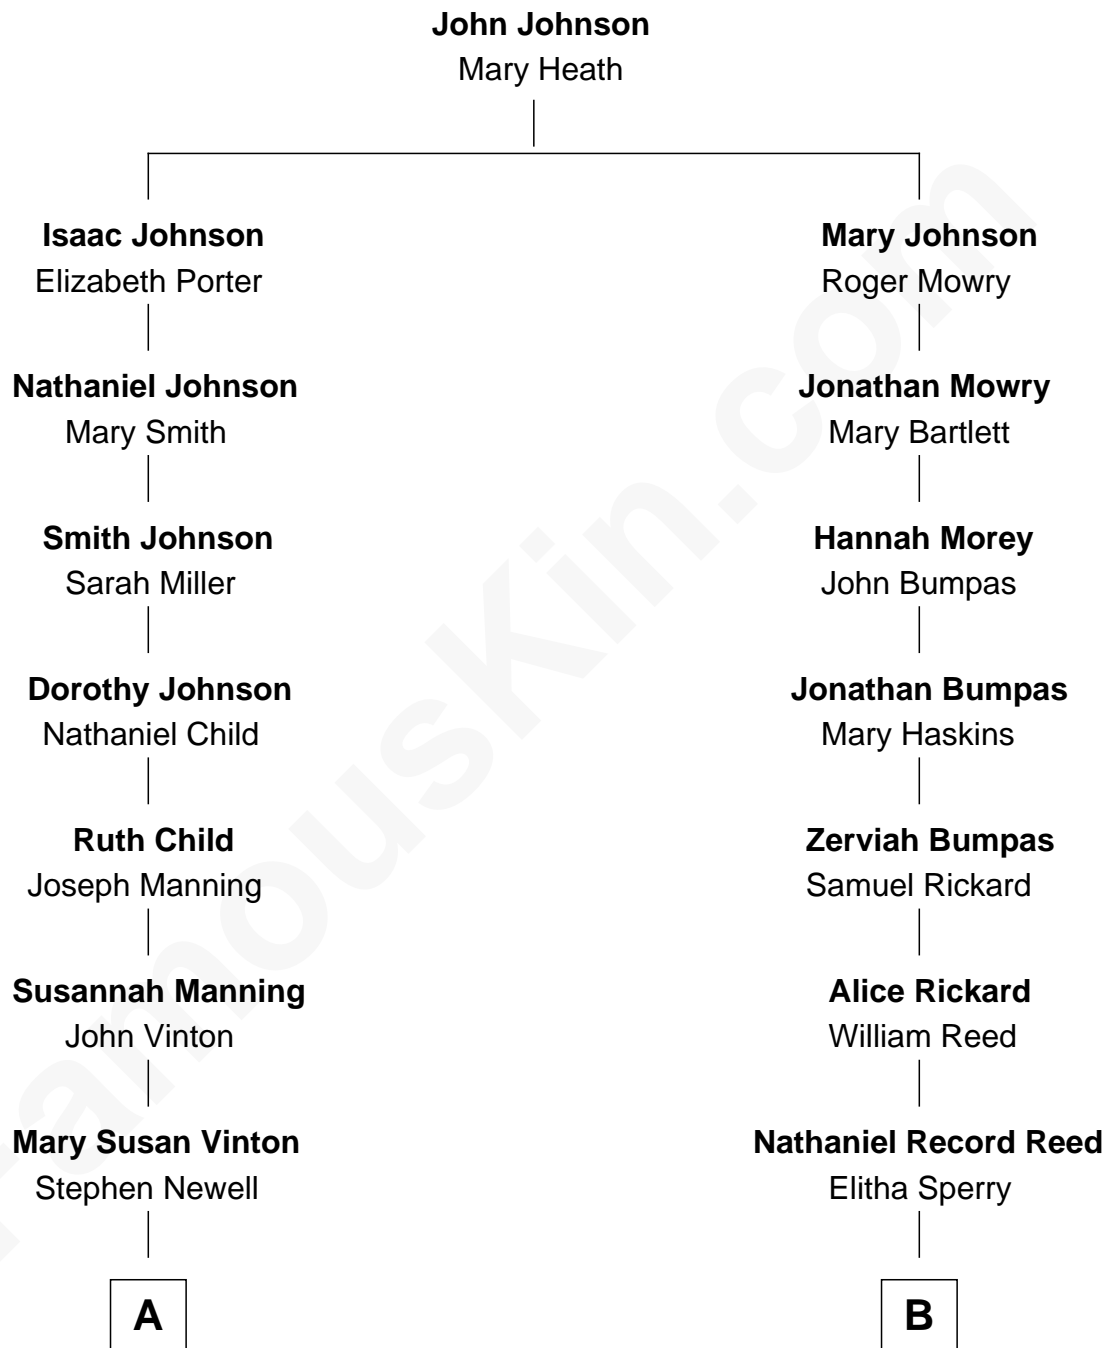 John Johnson
Mary Heath
Isaac Johnson
Elizabeth Porter
Mary Johnson
Roger Mowry
Nathaniel Johnson
Mary Smith
Jonathan Mowry
Mary Bartlett
Smith Johnson
Sarah Miller
Hannah Morey
John Bumpas
Dorothy Johnson
Nathaniel Child
Jonathan Bumpas
Mary Haskins
Ruth Child
Joseph Manning
Zerviah Bumpas
Samuel Rickard
Susannah Manning
John Vinton
Alice Rickard
William Reed
Mary Susan Vinton
Stephen Newell
Nathaniel Record Reed
Elitha Sperry
A
B
FamousKin.com